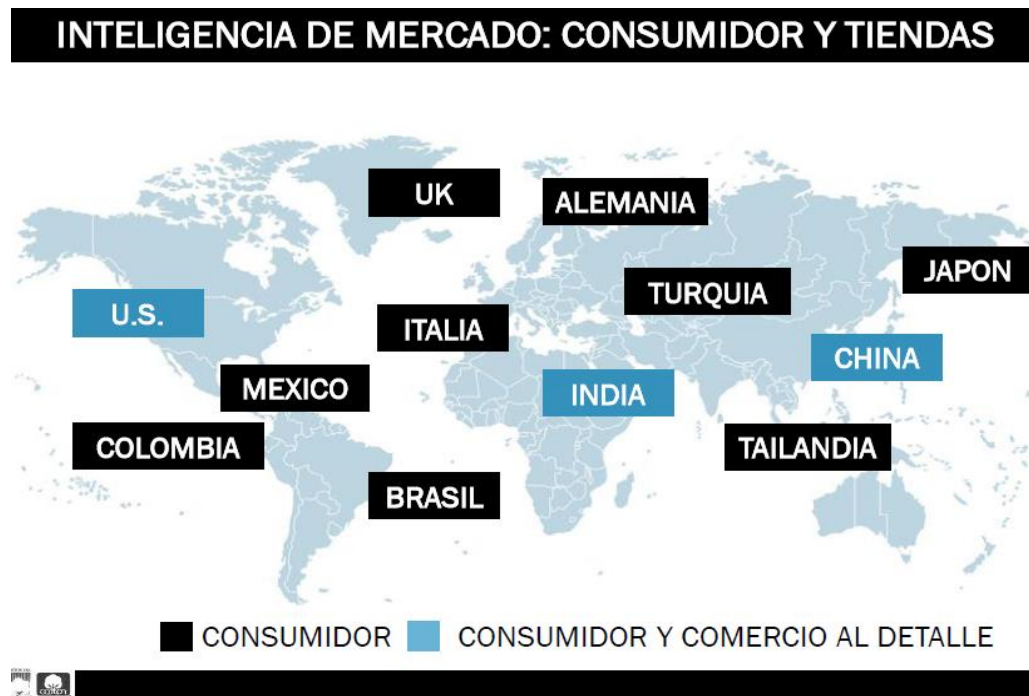 INTELIGENCIA DE MERCADO: CONSUMIDOR Y TIENDAS
UK
ALEMANIA
JAPON
TURQUIA
U.S.
ITALIA
CHINA
MEXICO
INDIA
COLOMBIA
TAILANDIA
BRASIL
CONSUMIDOR
CONSUMIDOR Y COMERCIO AL DETALLE